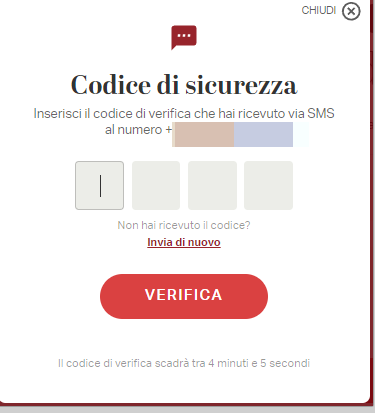 CHIUDI
Codice di sicurezza
Inserisci il codice di verifica che hai ricevuto via SMS
al numero +
Non hai ricevuto il codice?
Invia di nuovo
VERIFICA
Il codice di verifica scadrà tra 4 minuti e 5 secondi